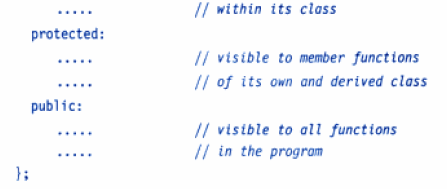 ..... // within its class
protected:
..... // visible to member functions
..... // of its own and derived class
public:
..... // visible to all functions
..... // in the program
};